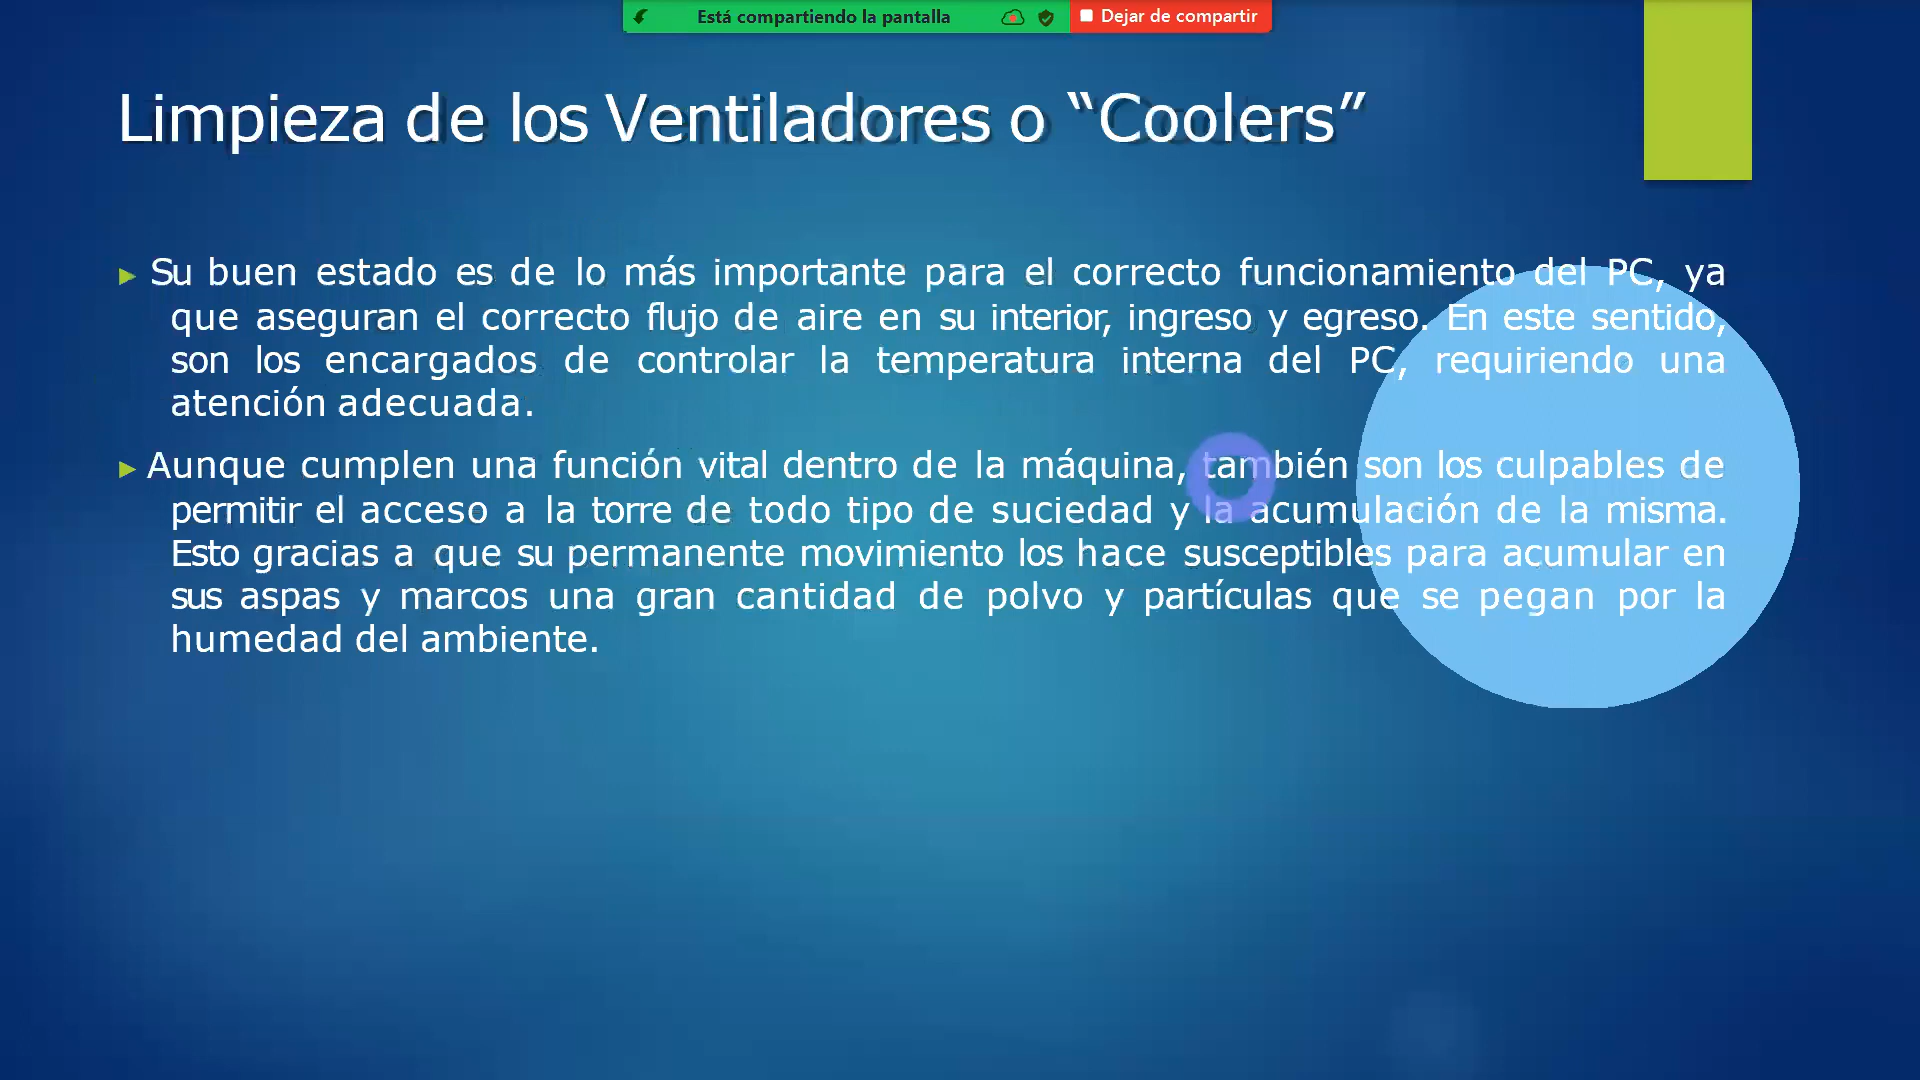 Está compartiendo la pantalla
Dejar de compartir
Limpieza de los Ventiladores o “Coolers”
Su buen estado es de lo más importante para el correcto funcionamiento del PC, ya
que aseguran el correcto flujo de aire en su interior, ingreso y egreso. En este sentido,
son los encargados de controlar la temperatura interna del PC, requiriendo una
atención adecuada.
Aunque cumplen una función vital dentro de la máquina, también son los culpables de
permitir el acceso a la torre de todo tipo de suciedad y la acumulación de la misma.
Esto gracias a que su permanente movimiento los hace susceptibles para acumular en
sus aspas y marcos una gran cantidad de polvo y partículas que se pegan por la
humedad del ambiente.